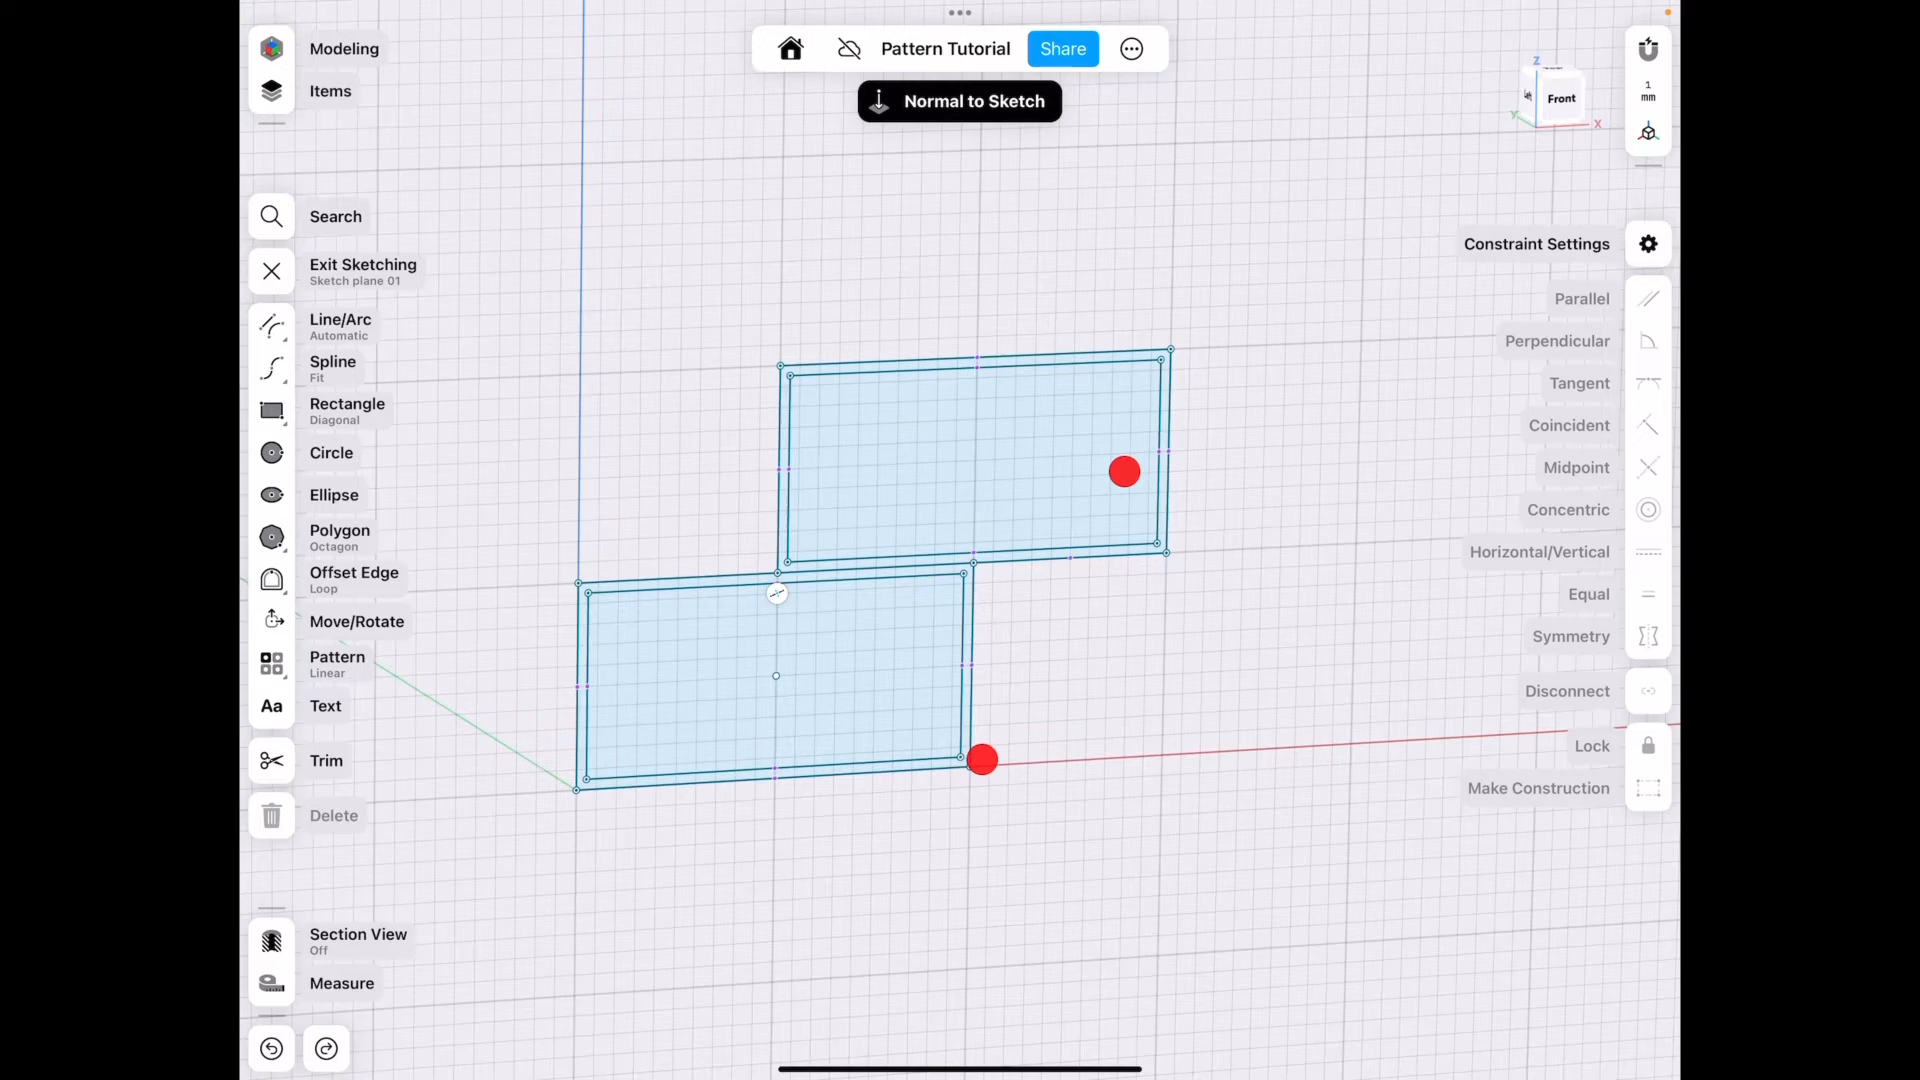 Modeling
Items
Pattern Tutorial
Share
Normal to Sketch
Z
Front
Y
X
1
mm
Search
Exit Sketching
Sketch plane 01
Line/Arc
Automatic
Spline
Fit
Rectangle
Diagonal
Circle
Ellipse
Polygon
Octagon
Offset Edge
Loop
Move/Rotate
Pattern
Linear
Aa
Text
Trim
Delete
Section View
Off
Measure
Constraint Settings
Parallel
Perpendicular
Tangent
Coincident
Midpoint
Concentric
Horizontal/Vertical
Equal
Symmetry
Disconnect
Lock
Make Construction